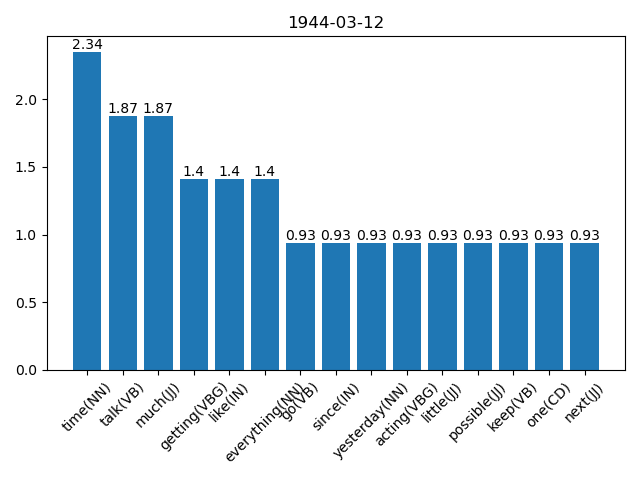 1944-03-12
2.34
1.87 1.87
1.4 1.4 1.4
0.93 0.93 0.93 0.93 0.93 0.93 0.93 0.93 0.93
2.0
1.5
1.0
0.5
0.0
time(NN) talk(VB) much(JJ) getting(VBG) like(IN) everything(NN) go(VB) since(IN) yesterday(NN) acting(VBG) little(JJ) possible(JJ) keep(VB) one(CD) next(JJ)